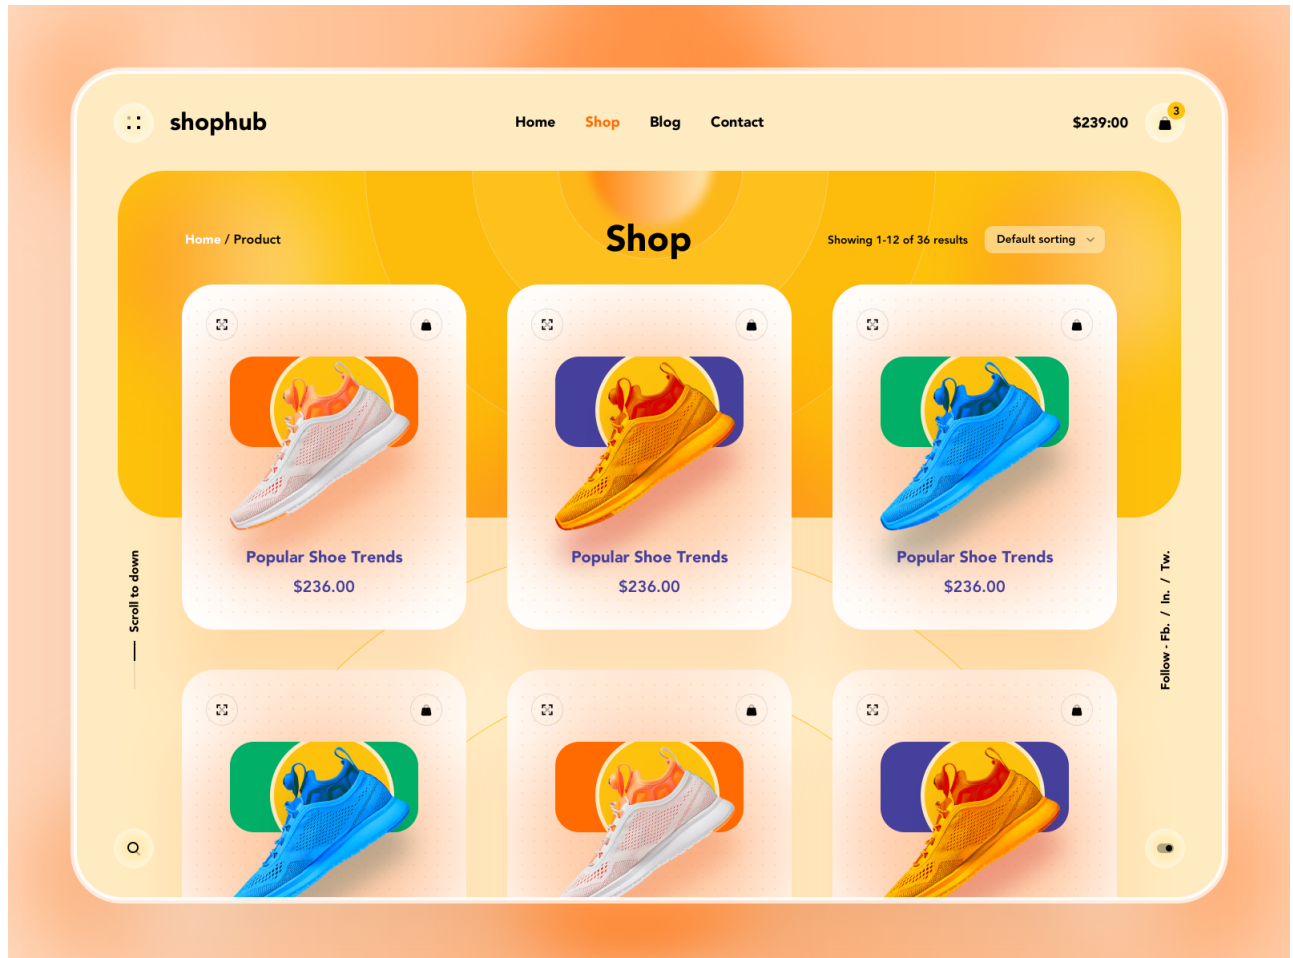 shophub
Home Shop Blog Contact
$239:00
3
Home / Product
Shop
Showing 1-12 of 36 results
Default sorting
Popular Shoe Trends
$236.00
Popular Shoe Trends
$236.00
Popular Shoe Trends
$236.00
Scroll to down
Follow - Fb. / In. / Tw.